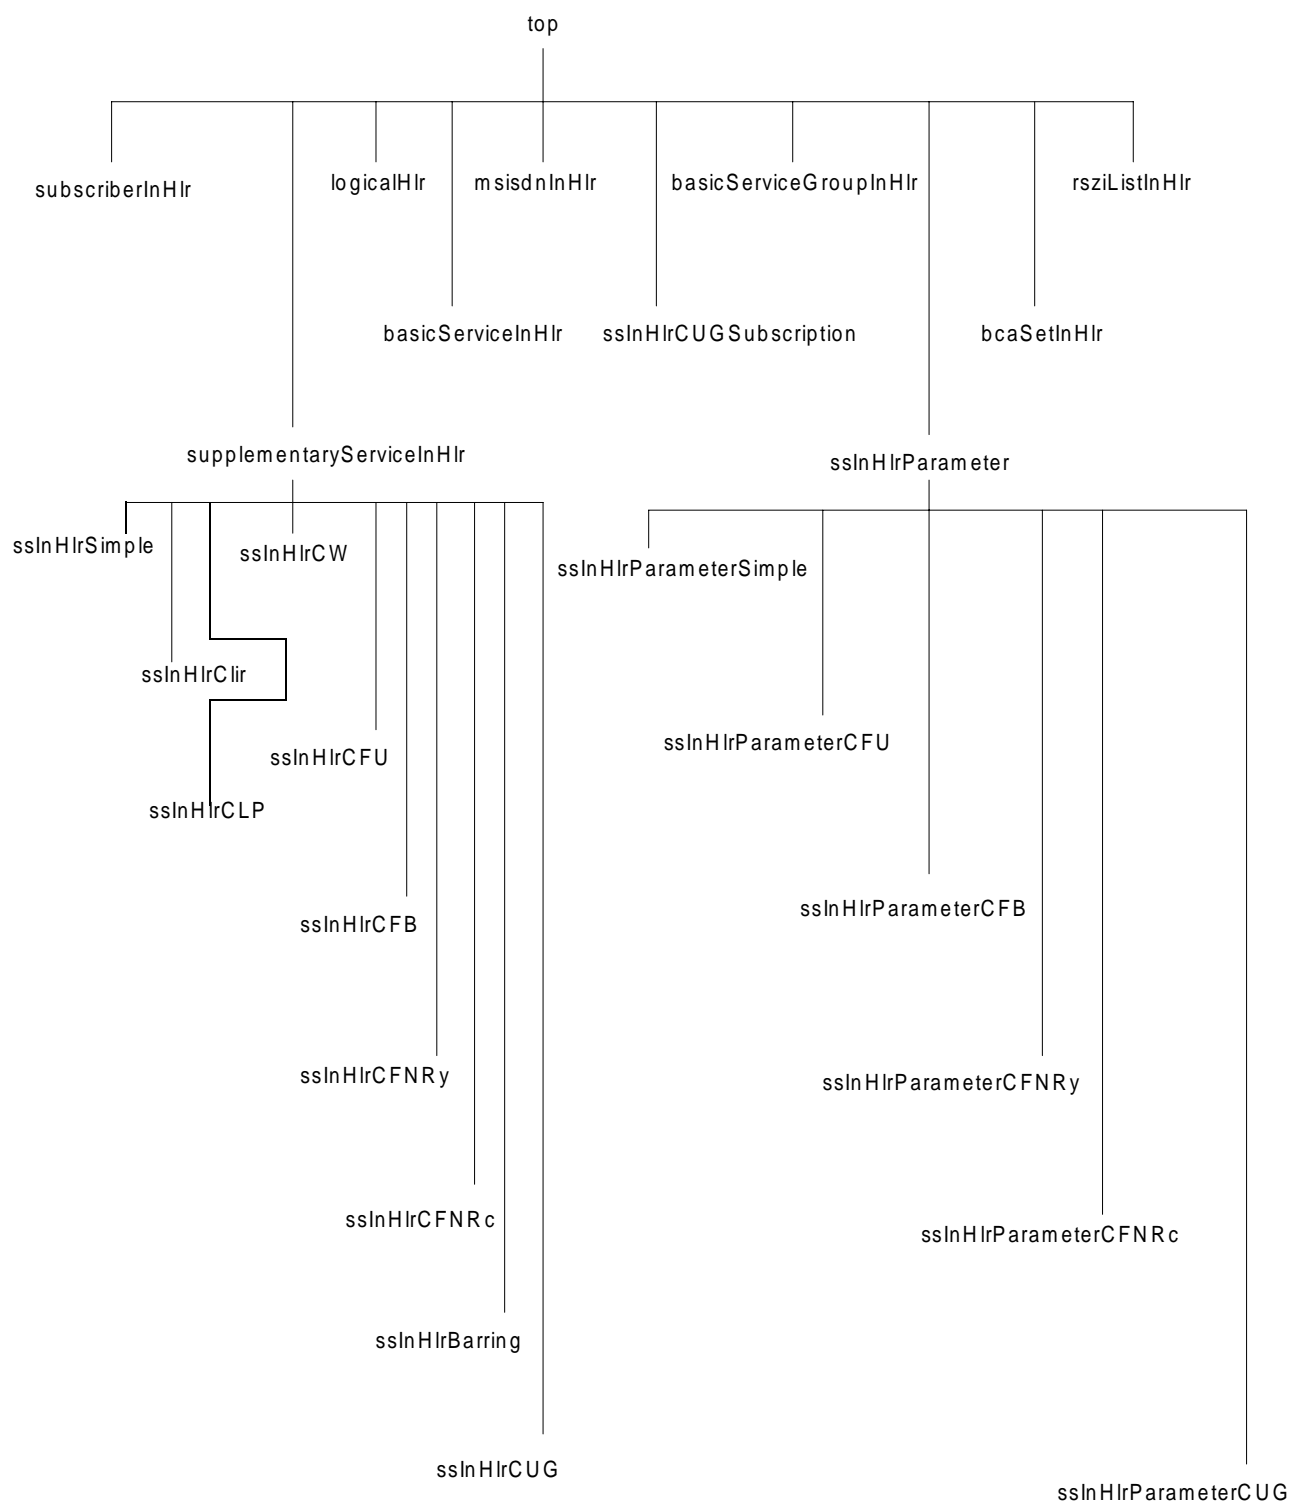 top
subscriberInHlr
logicalHlr
msisdnInHlr
basicServiceGroupInHlr
rsziListInHlr
basicServiceInHlr
ssInHlrCUGSubscription
bcaSetInHlr
supplementaryServiceInHlr
ssInHlrParameter
ssInHlrSimple
ssInHlrCW
ssInHlrParameterSimple
ssInHlrClir
ssInHlrCFU
ssInHlrParameterCFU
ssInHlrCLP
ssInHlrCFB
ssInHlrParameterCFB
ssInHlrCFNRy
ssInHlrParameterCFNRy
ssInHlrCFNRc
ssInHlrParameterCFNRc
ssInHlrBarring
ssInHlrCUG
ssInHlrParameterCUG